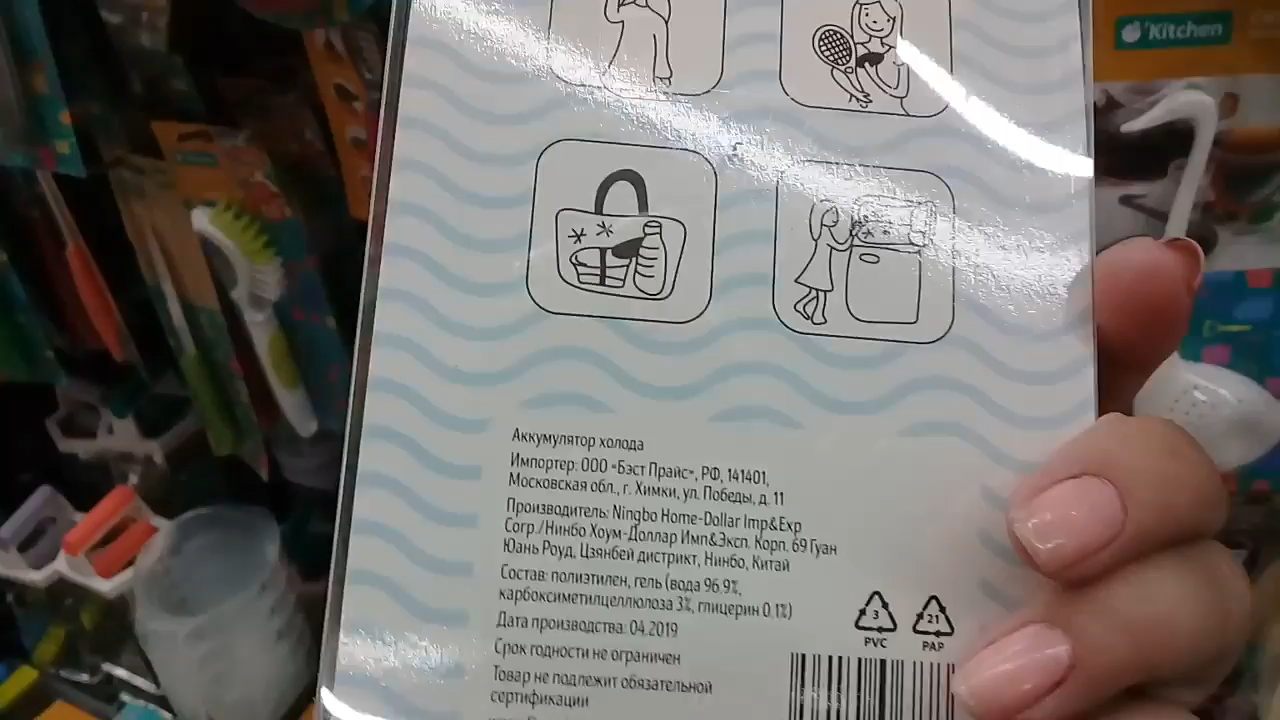 'Kitchen
Аккумулятор холода
Импортер: ООО «Бэст Прайс», РФ, 141401,
Московская обл., г. Химки, ул. Победы, д. 11
Производитель: Ningbo Home-Dollar Imp&Exp
Corp./Нинбо Хоум-Доллар Имп&Эксп. Корп. 69 Гуан
Юань Роуд, Цзянбей дистрикт, Нинбо, Китай
Состав: полиэтилен, гель (вода 96.9%,
карбоксиметилцеллюлоза 3%, глицерин 0.1%)
Дата производства: 04.2019
Срок годности не ограничен
Товар не подлежит обязательной
сертификации
3
PVC
21
PAP